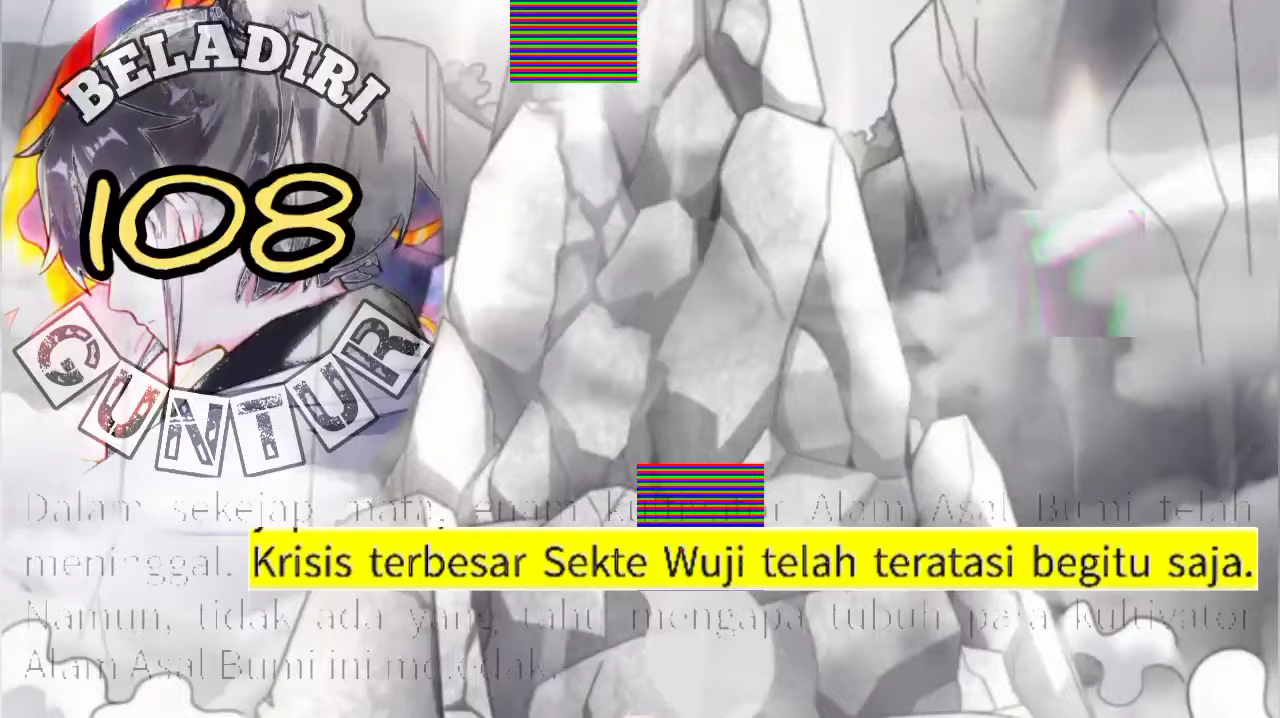 BELADIRI
108
GUNTUR
Dalam sekejap mata, enam kultivator Alam Asal Bumi telah
meninggal. Krisis terbesar Sekte Wuji telah teratasi begitu saja.
Namun, tidak ada yang tahu mengapa tubuh para kultivator
Alam Asal Bumi ini meledak.